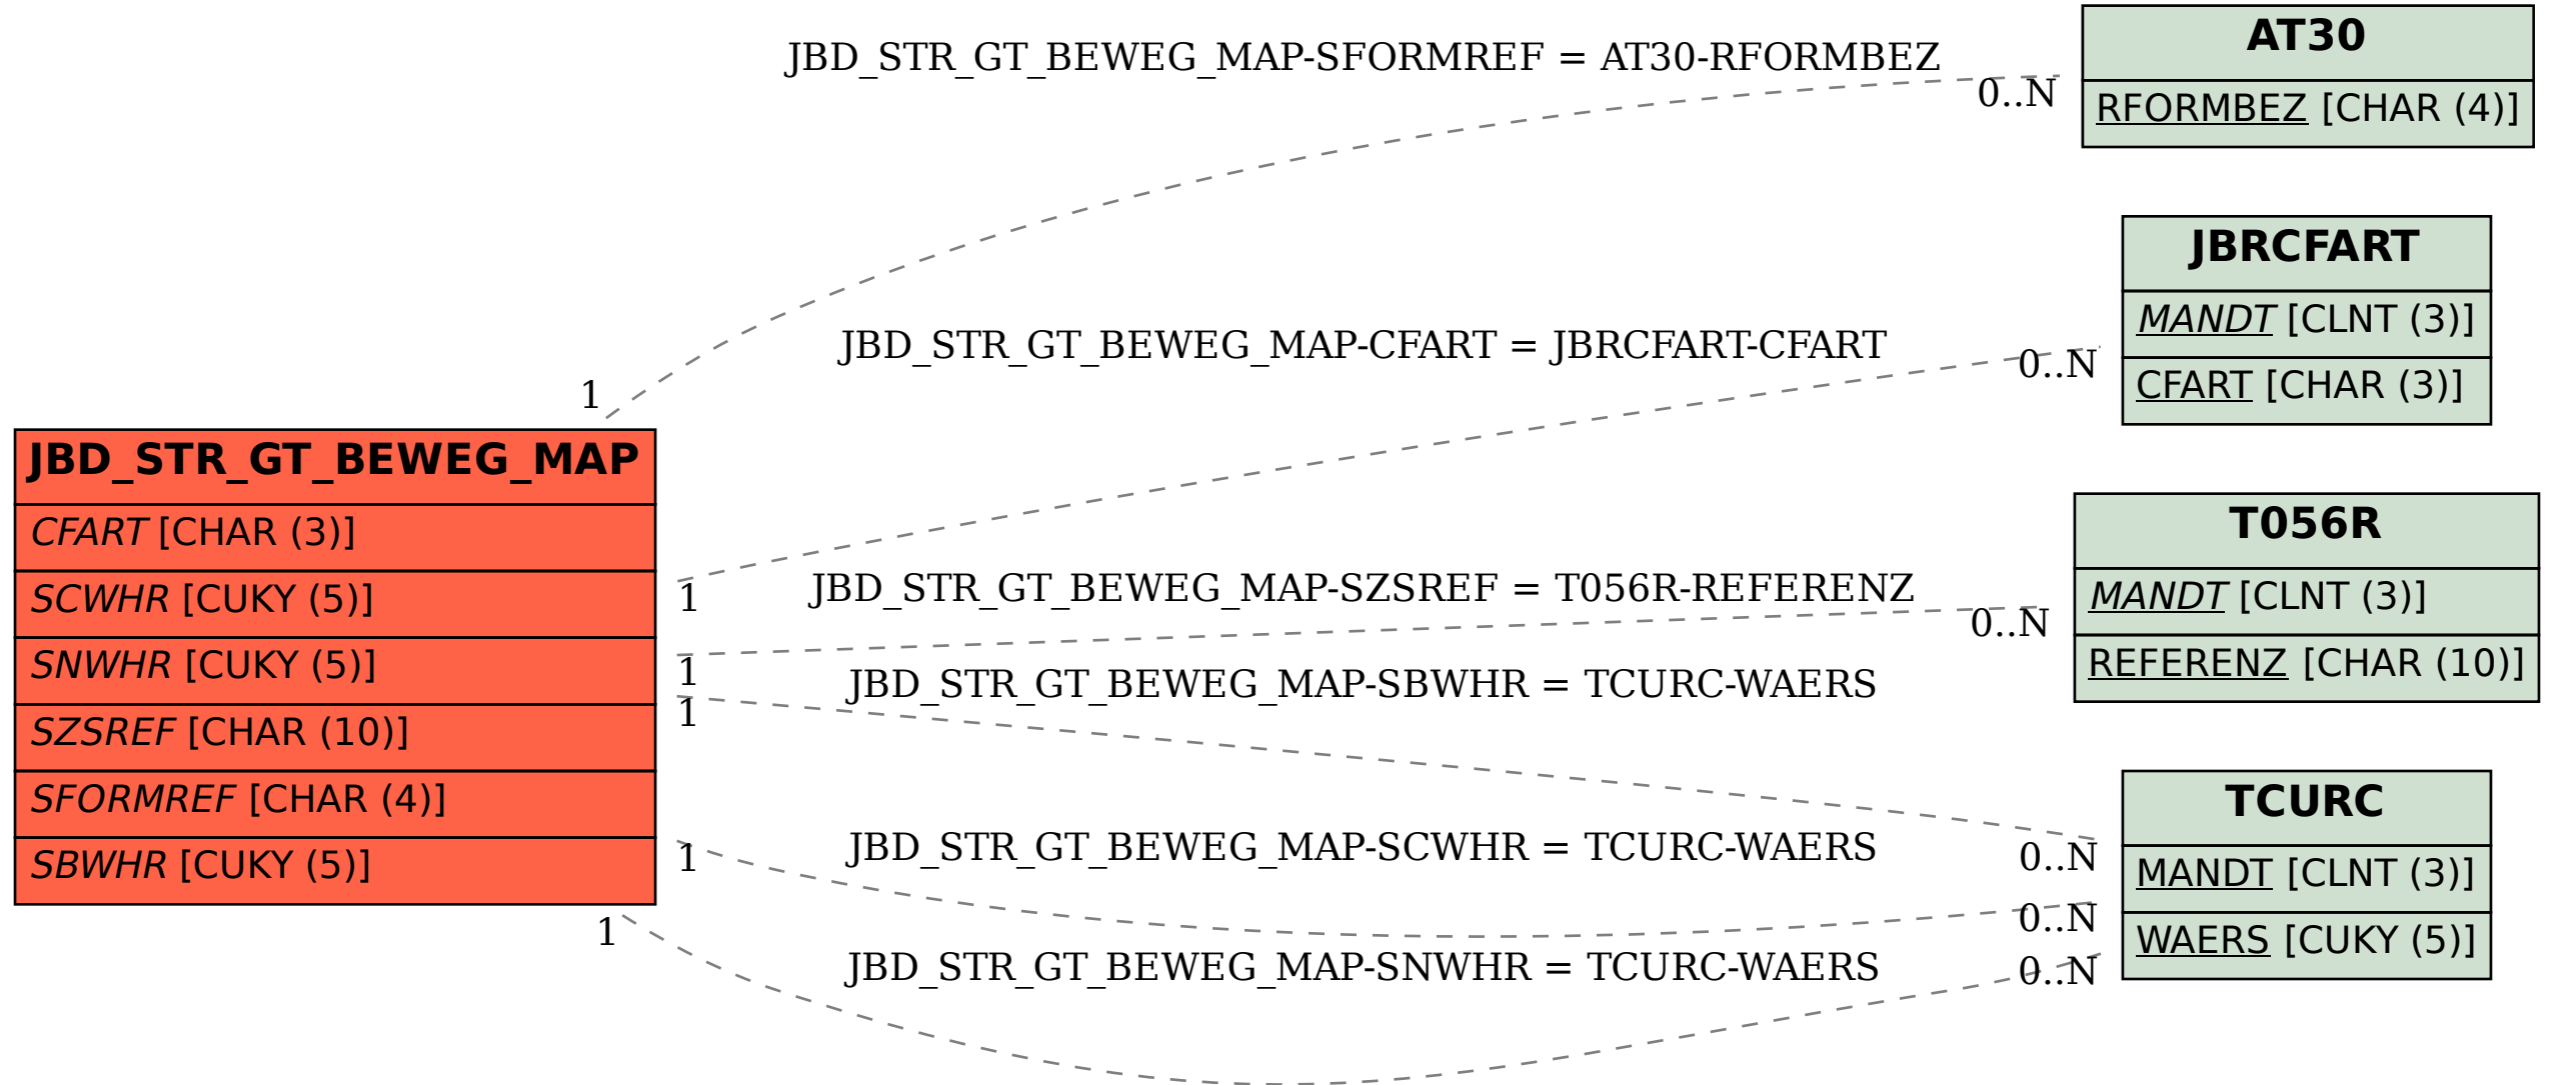 JBD_STR_GT_BEWEG_MAP-SFORMREF = AT30-RFORMBEZ
0..N
1
AT30
RFORMBEZ [CHAR (4)]
JBRCFART
MANDT [CLNT (3)]
CFART [CHAR (3)]
JBD_STR_GT_BEWEG_MAP-CFART = JBRCFART-CFART
0..N
1
JBD_STR_GT_BEWEG_MAP
CFART [CHAR (3)]
SCWHR [CUKY (5)]
SNWHR [CUKY (5)]
SZSREF [CHAR (10)]
SFORMREF [CHAR (4)]
SBWHR [CUKY (5)]
JBD_STR_GT_BEWEG_MAP-SZSREF = T056R-REFERENZ
0..N
1
T056R
MANDT [CLNT (3)]
REFERENZ [CHAR (10)]
JBD_STR_GT_BEWEG_MAP-SBWHR = TCURC-WAERS
1
0..N
JBD_STR_GT_BEWEG_MAP-SCWHR = TCURC-WAERS
1
0..N
JBD_STR_GT_BEWEG_MAP-SNWHR = TCURC-WAERS
1
0..N
TCURC
MANDT [CLNT (3)]
WAERS [CUKY (5)]